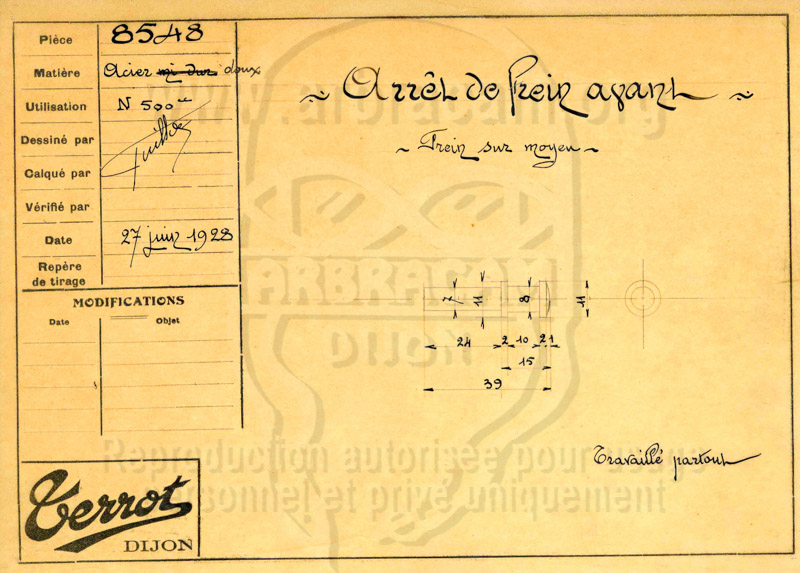 Pièce 8548
Matière Acier mi dur doux
Utilisation N 500 cc
Dessiné par
Calqué par
Vérifié par
Date 27 juin 1928
Repère
de tirage
MODIFICATIONS
Date Objet
Terrot
DIJON
~ Arrêt de frein avant ~
~ Frein sur moyeu ~
7 11 8 11
24 2 10 2 1
15
39
Travaillé partout
www.arbracam.org
ARBRACAM
DIJON
Reproduction autorisée pour usage
personnel et privé uniquement